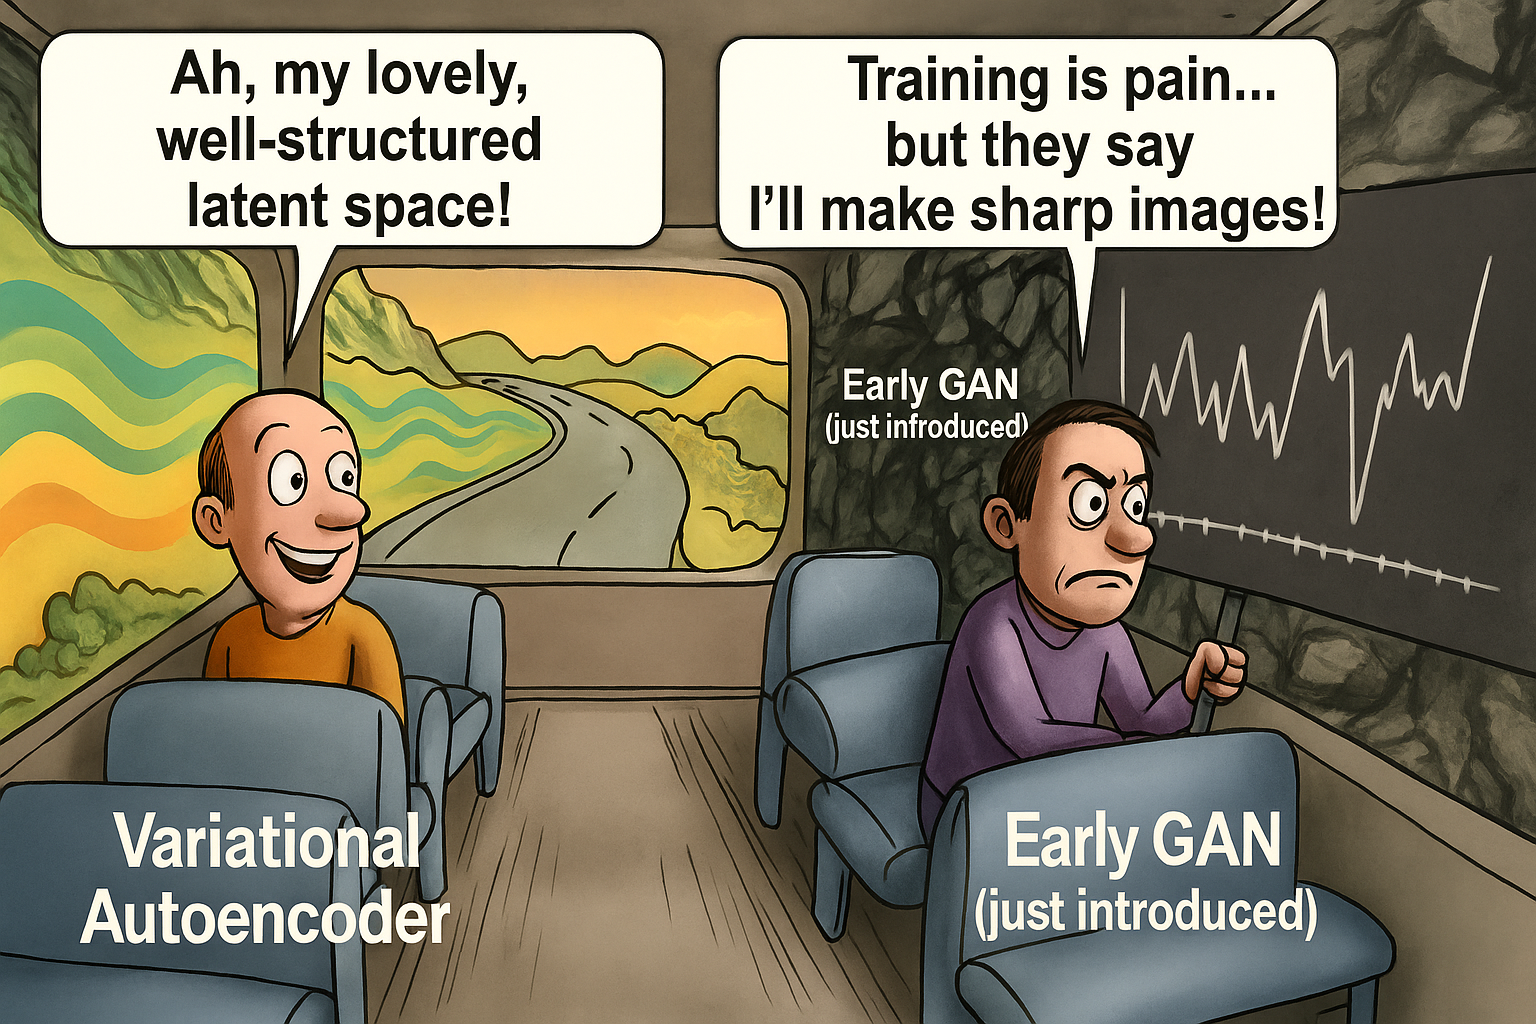 Ah, my lovely,
well-structured
latent space!
Training is pain...
but they say
I'll make sharp images!
Early GAN
(just infroduced)
Variational
Autoencoder
Early GAN
(just introduced)